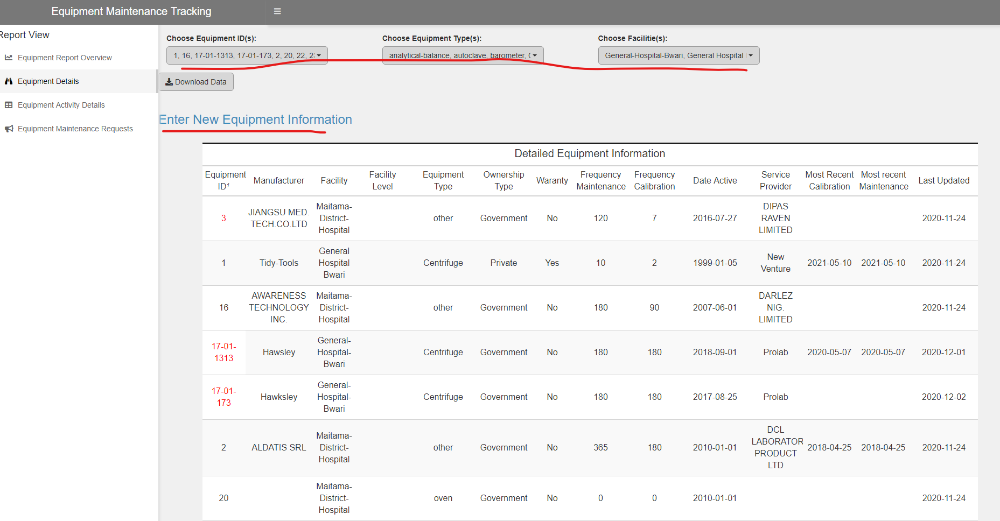 Equipment Maintenance Tracking
Report View
Equipment Report Overview
Equipment Details
Equipment Activity Details
Equipment Maintenance Requests
Choose Equipment ID(s): Choose Equipment Type(s): Choose Facilitie(s):
1, 16, 17-01-1313, 17-01-173, 2, 20, 22, 2 analytical-balance, autoclave, barometer, General-Hospital-Bwari, General Hospital
Download Data
Enter New Equipment Information
Detailed Equipment Information
Equipment ID¹ Manufacturer Facility Facility Level Equipment Type Ownership Type Waranty Frequency Maintenance Frequency Calibration Date Active Service Provider Most Recent Calibration Most recent Maintenance Last Updated
3 JIANGSU MED. TECH.CO.LTD Maitama-District-Hospital other Government No 120 7 2016-07-27 DIPAS RAVEN LIMITED 2020-11-24
1 Tidy-Tools General Hospital Bwari Centrifuge Private Yes 10 2 1999-01-05 New Venture 2021-05-10 2021-05-10 2020-11-24
16 AWARENESS TECHNOLOGY INC. Maitama-District-Hospital other Government No 180 90 2007-06-01 DARLEZ NIG. LIMITED 2020-11-24
17-01-1313 Hawsley General-Hospital-Bwari Centrifuge Government No 180 180 2018-09-01 Prolab 2020-05-07 2020-05-07 2020-12-01
17-01-173 Hawksley General-Hospital-Bwari Centrifuge Government No 180 180 2017-08-25 Prolab 2020-12-02
2 ALDATIS SRL Maitama-District-Hospital other Government No 365 180 2010-01-01 DCL LABORATOR PRODUCT LTD 2018-04-25 2018-04-25 2020-11-24
20 Maitama-District-Hospital oven Government No 0 0 2010-01-01 2020-11-24